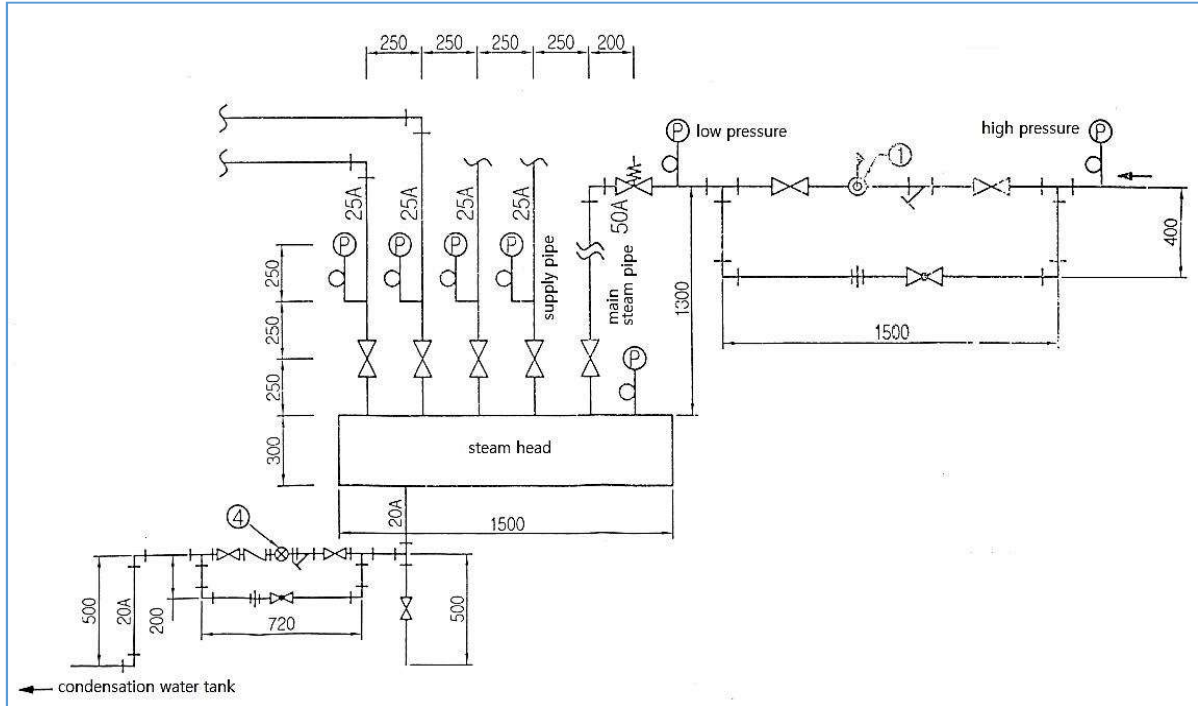 250 250 250 250 200
P low pressure
high pressure P
1
25A 25A 25A 25A
50A
400
P P P P
250
supply pipe
main
steam pipe
1300
250
1500
250
P
300
steam head
20A
1500
4
500
20A
200
720
500
condensation water tank